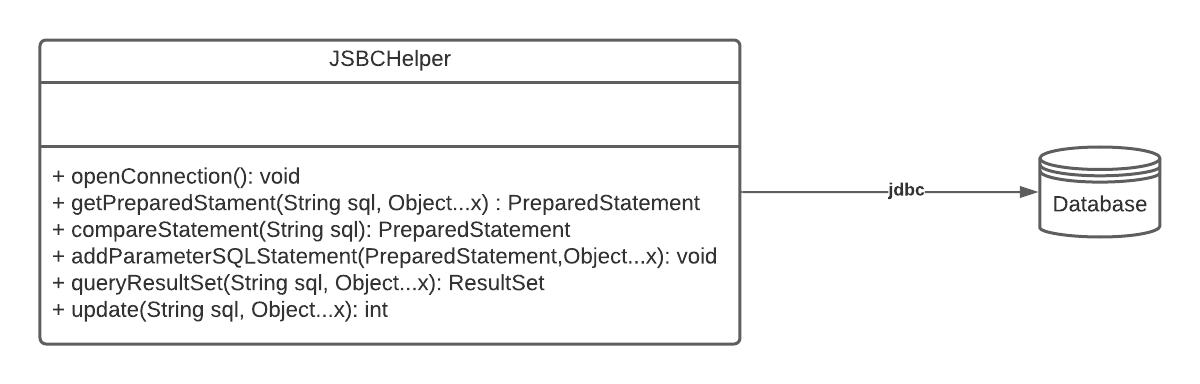 JSBCHelper
+ openConnection(): void
+ getPreparedStament(String sql, Object...x) : PreparedStatement
+ compareStatement(String sql): PreparedStatement
+ addParameterSQLStatement(PreparedStatement,Object...x): void
+ queryResultSet(String sql, Object...x): ResultSet
+ update(String sql, Object...x): int
jdbc
Database